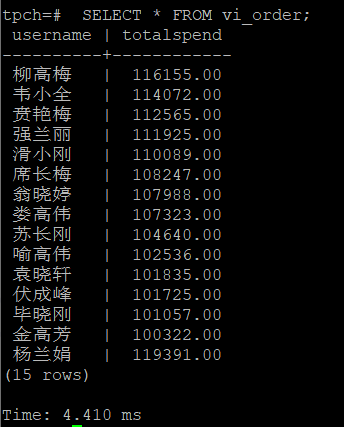 tpch=#  SELECT * FROM vi_order;
 username | totalspend
----------+------------
 柳高梅   |  116155.00
 韦小全   |  114072.00
 贲艳梅   |  112565.00
 强兰丽   |  111925.00
 滑小刚   |  110089.00
 席长梅   |  108247.00
 翁晓婷   |  107988.00
 娄高伟   |  107323.00
 苏长刚   |  104640.00
 喻高伟   |  102536.00
 袁晓轩   |  101835.00
 伏成峰   |  101725.00
 毕晓刚   |  101057.00
 金高芳   |  100322.00
 杨兰娟   |  119391.00
(15 rows)
Time: 4.410 ms